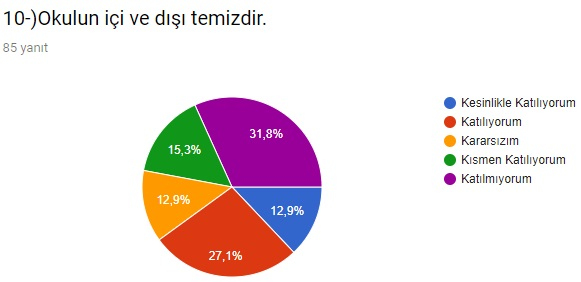 10-)Okulun içi ve dışı temizdir.
85 yanıt
Kesinlikle Katılıyorum
Katılıyorum
Kararsızım
Kısmen Katılıyorum
Katılmıyorum
31,8%
15,3%
12,9%
12,9%
27,1%